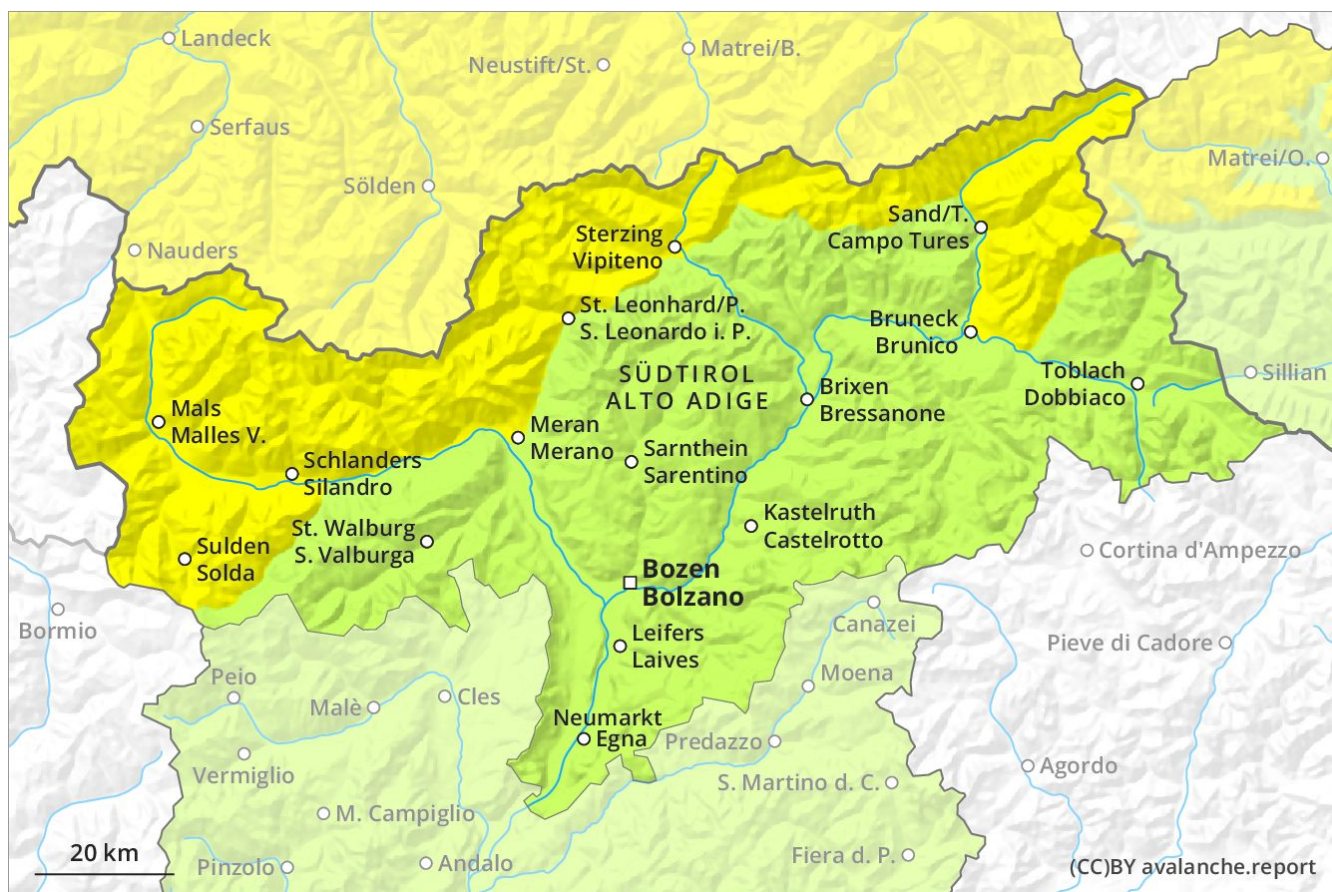 Landeck
Matrei/B.
Neustift/St.
Serfaus
Matrei/O.
Sölden
Sand/T.
Campo Tures
Sterzing
Vipiteno
Nauders
St. Leonhard/P.
S. Leonardo i. P.
Bruneck
Brunico
SÜDTIROL
ALTO ADIGE
Toblach
Dobbiaco
Sillian
Brixen
Bressanone
Mals
Malles V.
Meran
Merano
Schlanders
Silandro
Sarnthein
Sarentino
Kastelruth
Castelrotto
St. Walburg
S. Valburga
Sulden
Solda
Cortina d'Ampezzo
Bozen
Bolzano
Bormio
Canazei
Leifers
Laives
Pieve di Cadore
Peio
Moena
Malè
Cles
Neumarkt
Egna
Predazzo
Vermiglio
Agordo
S. Martino d. C.
M. Campiglio
20 km
Pinzolo
Andalo
Fiera d. P.
(CC)BY avalanche.report